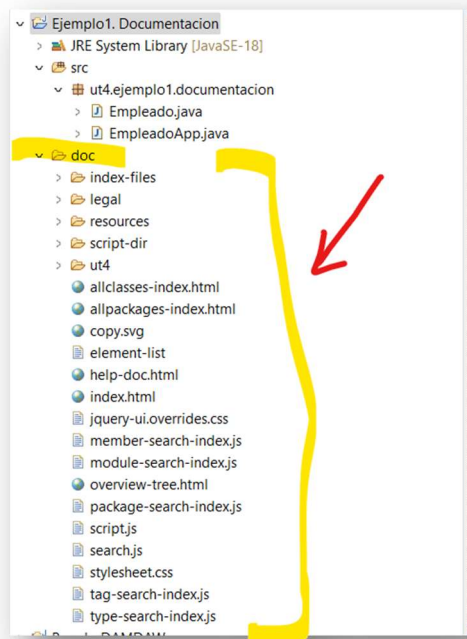 Ejemplo1. Documentacion
JRE System Library [JavaSE-18]
src
ut4.ejemplo1.documentacion
Empleado.java
EmpleadoApp.java
doc
index-files
legal
resources
script-dir
ut4
allclasses-index.html
allpackages-index.html
copy.svg
element-list
help-doc.html
index.html
jquery-ui.overrides.css
member-search-index.js
module-search-index.js
overview-tree.html
package-search-index.js
script.js
search.js
stylesheet.css
tag-search-index.js
type-search-index.js